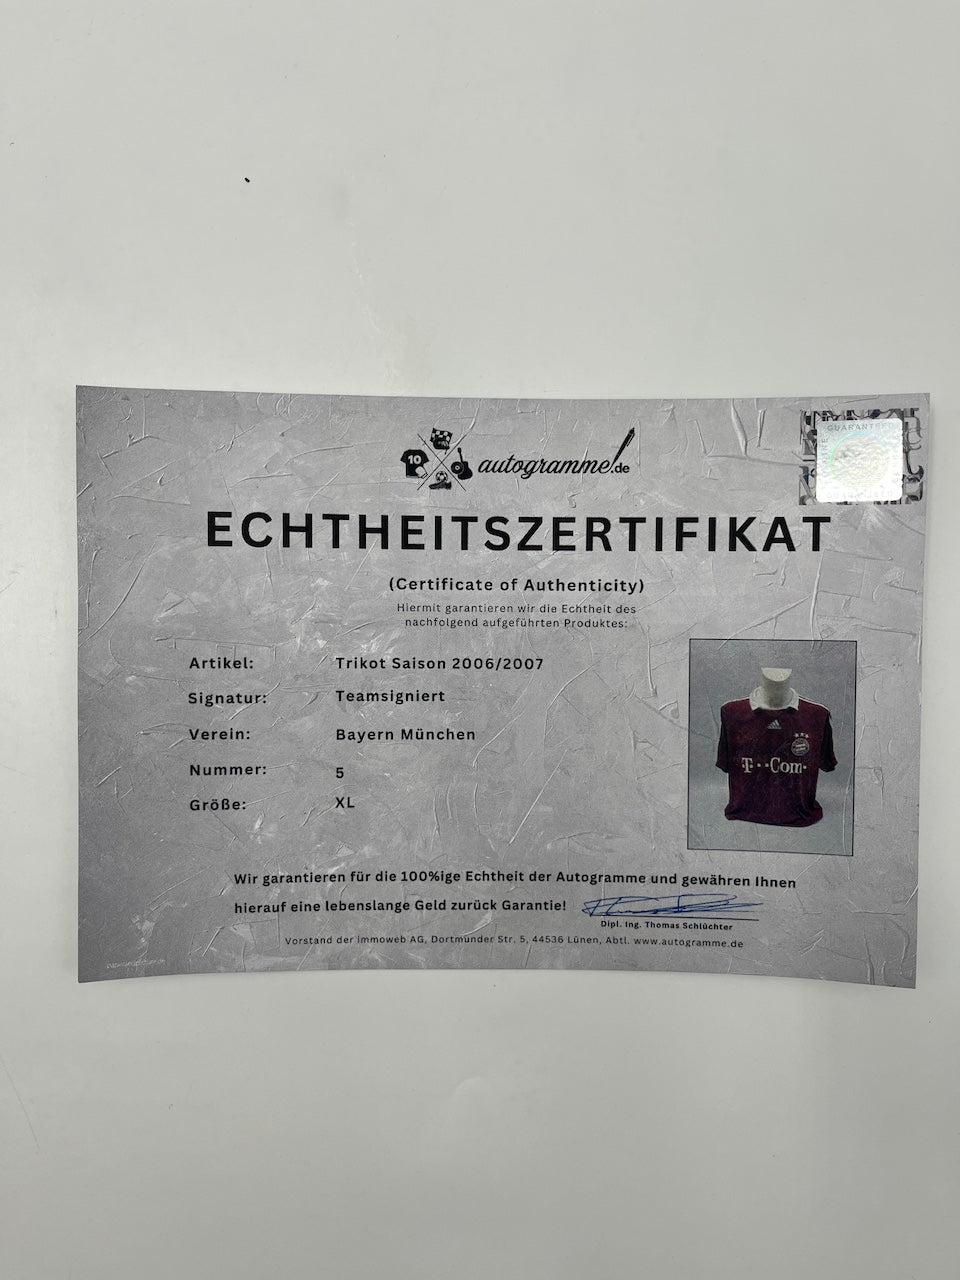 GUARANTEED
10
autogramme.de
ECHTHEITSZERTIFIKAT
(Certificate of Authenticity)
Hiermit garantieren wir die Echtheit des
nachfolgend aufgeführten Produktes:
Artikel: Trikot Saison 2006/2007
Signatur: Teamsigniert
Verein: Bayern München
Nummer: 5
Größe: XL
T··Com·
Wir garantieren für die 100%ige Echtheit der Autogramme und gewähren Ihnen
hierauf eine lebenslange Geld zurück Garantie!
Dipl. Ing. Thomas Schlüchter
Vorstand der immoweb AG, Dortmunder Str. 5, 44536 Lünen, Abtl. www.autogramme.de